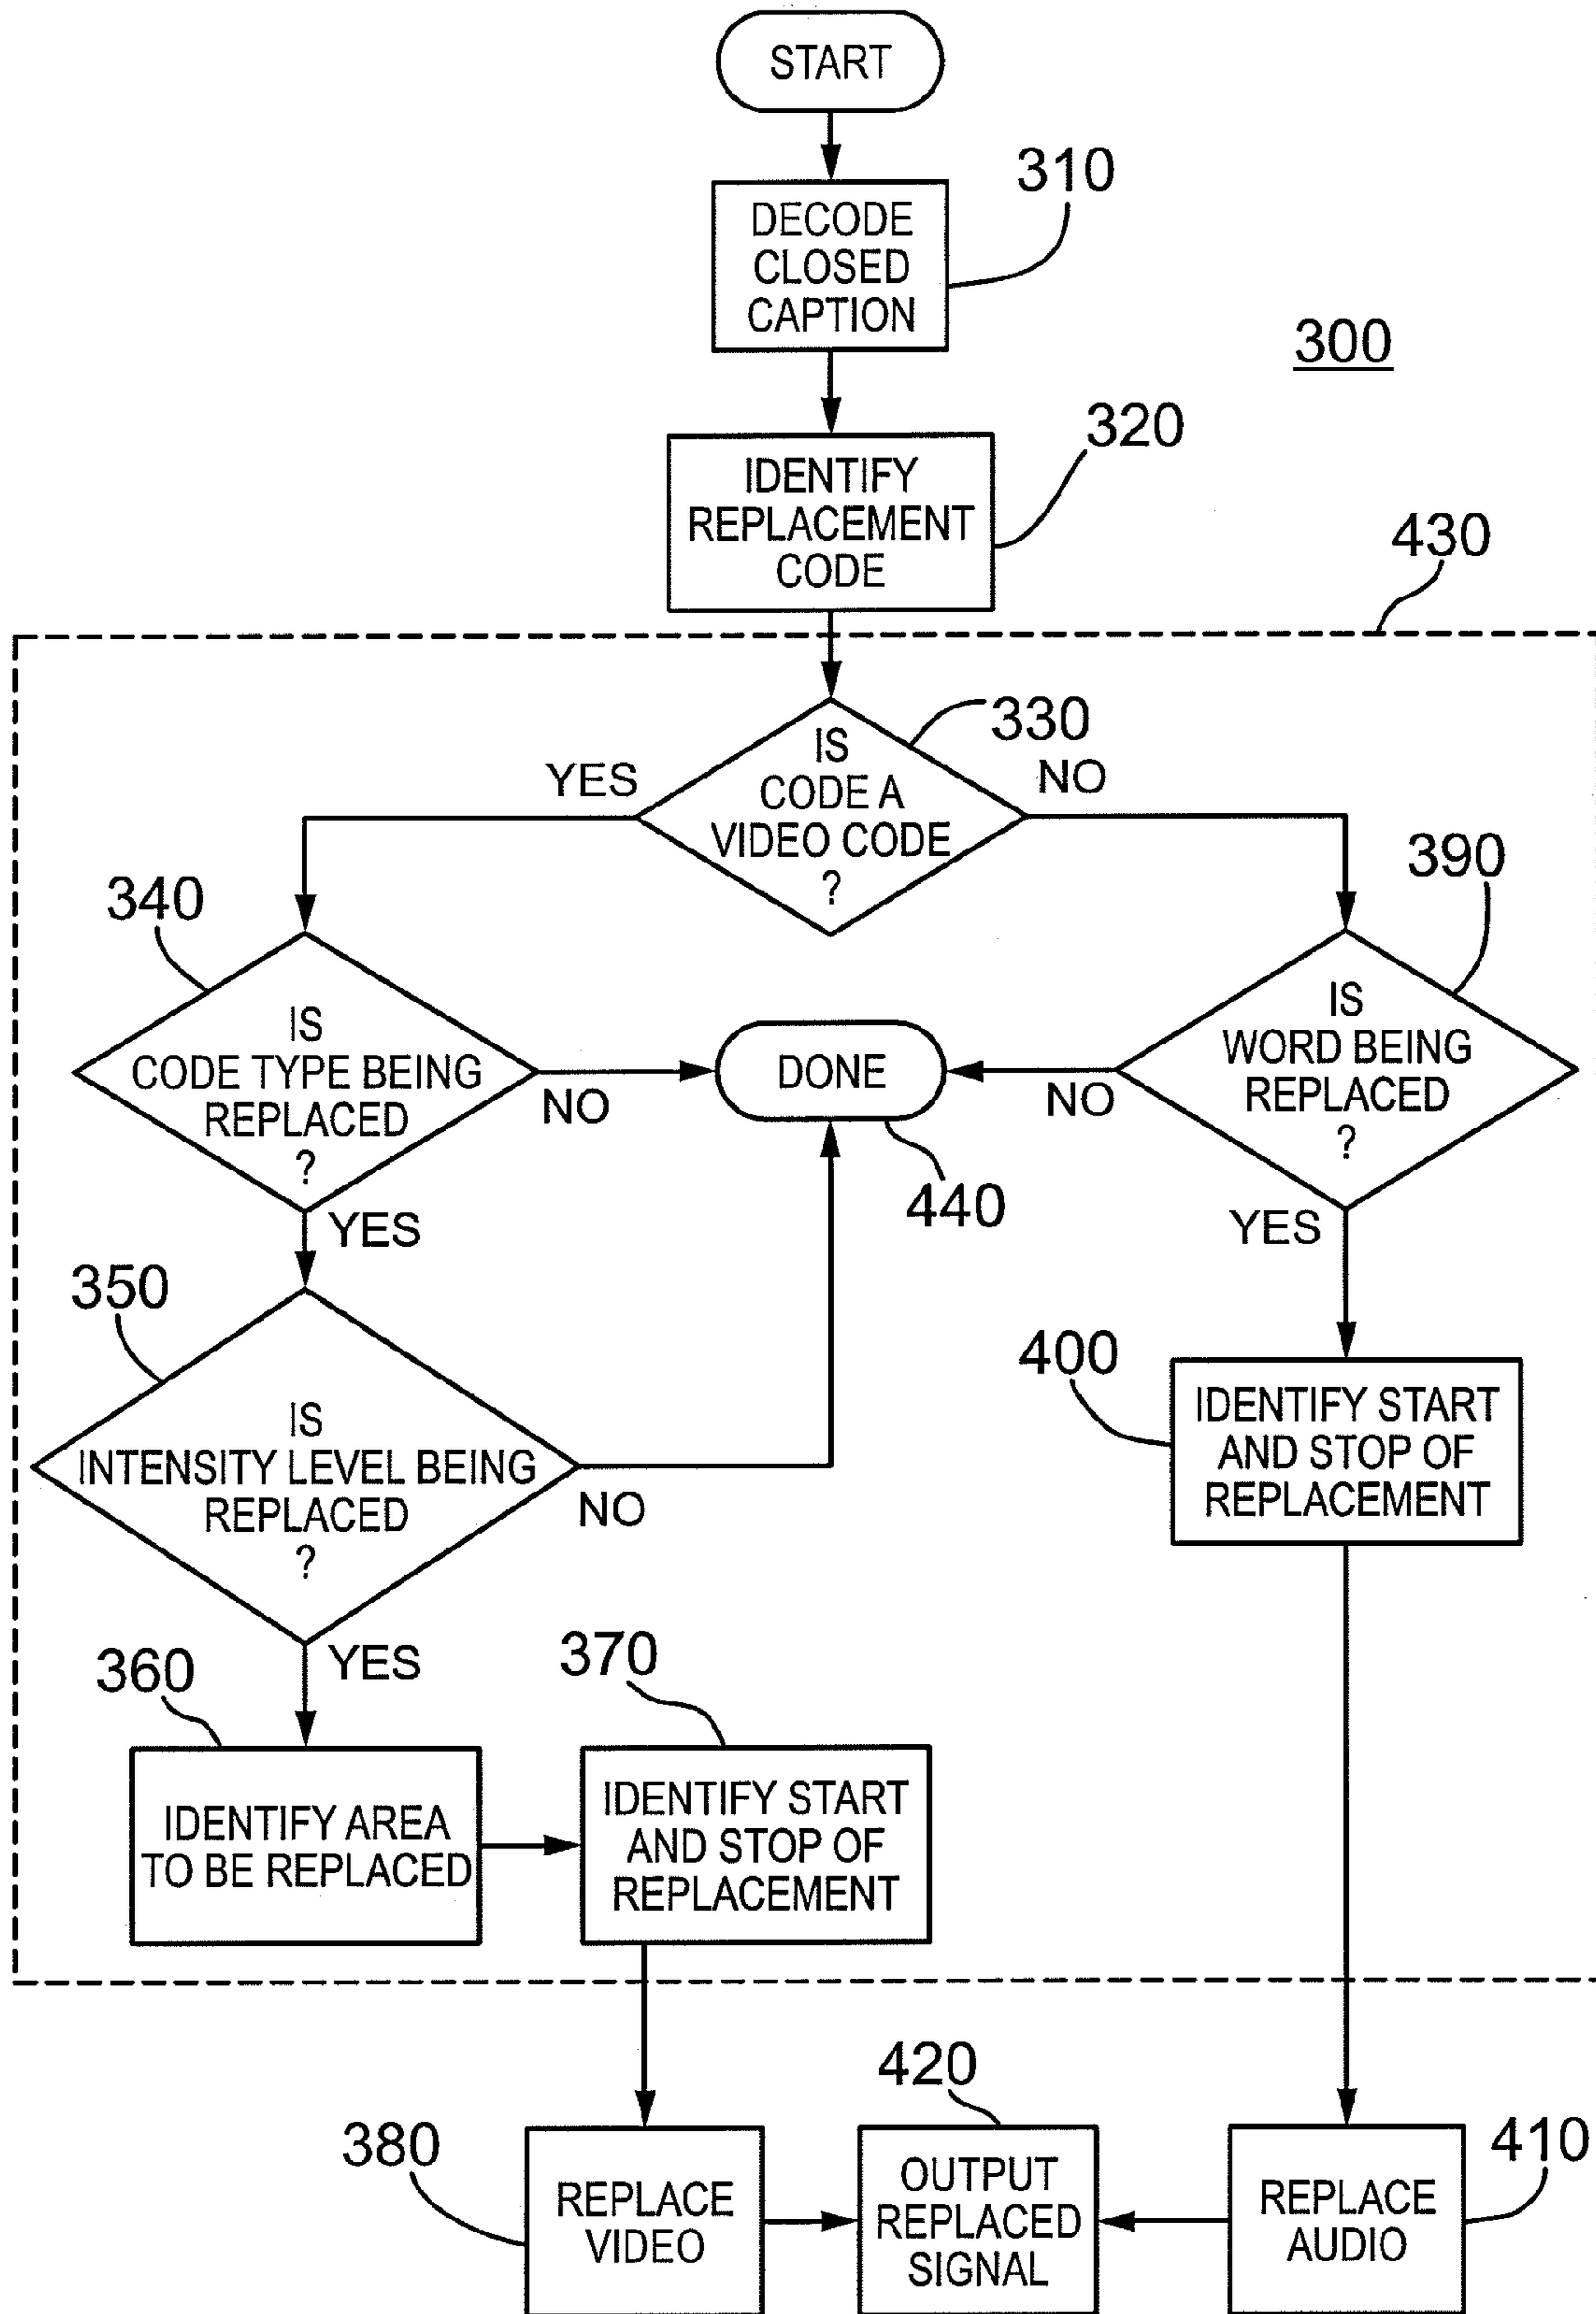 START
310
DECODE
CLOSED
CAPTION
300
320
IDENTIFY
REPLACEMENT
CODE
430
330
IS
CODE A
VIDEO CODE
?
YES
NO
340
390
IS
CODE TYPE BEING
REPLACED
?
NO
YES
DONE
440
IS
WORD BEING
REPLACED
?
NO
YES
350
IS
INTENSITY LEVEL BEING
REPLACED
?
NO
YES
400
IDENTIFY START
AND STOP OF
REPLACEMENT
360
IDENTIFY AREA
TO BE REPLACED
370
IDENTIFY START
AND STOP OF
REPLACEMENT
380
REPLACE
VIDEO
420
OUTPUT
REPLACED
SIGNAL
410
REPLACE
AUDIO